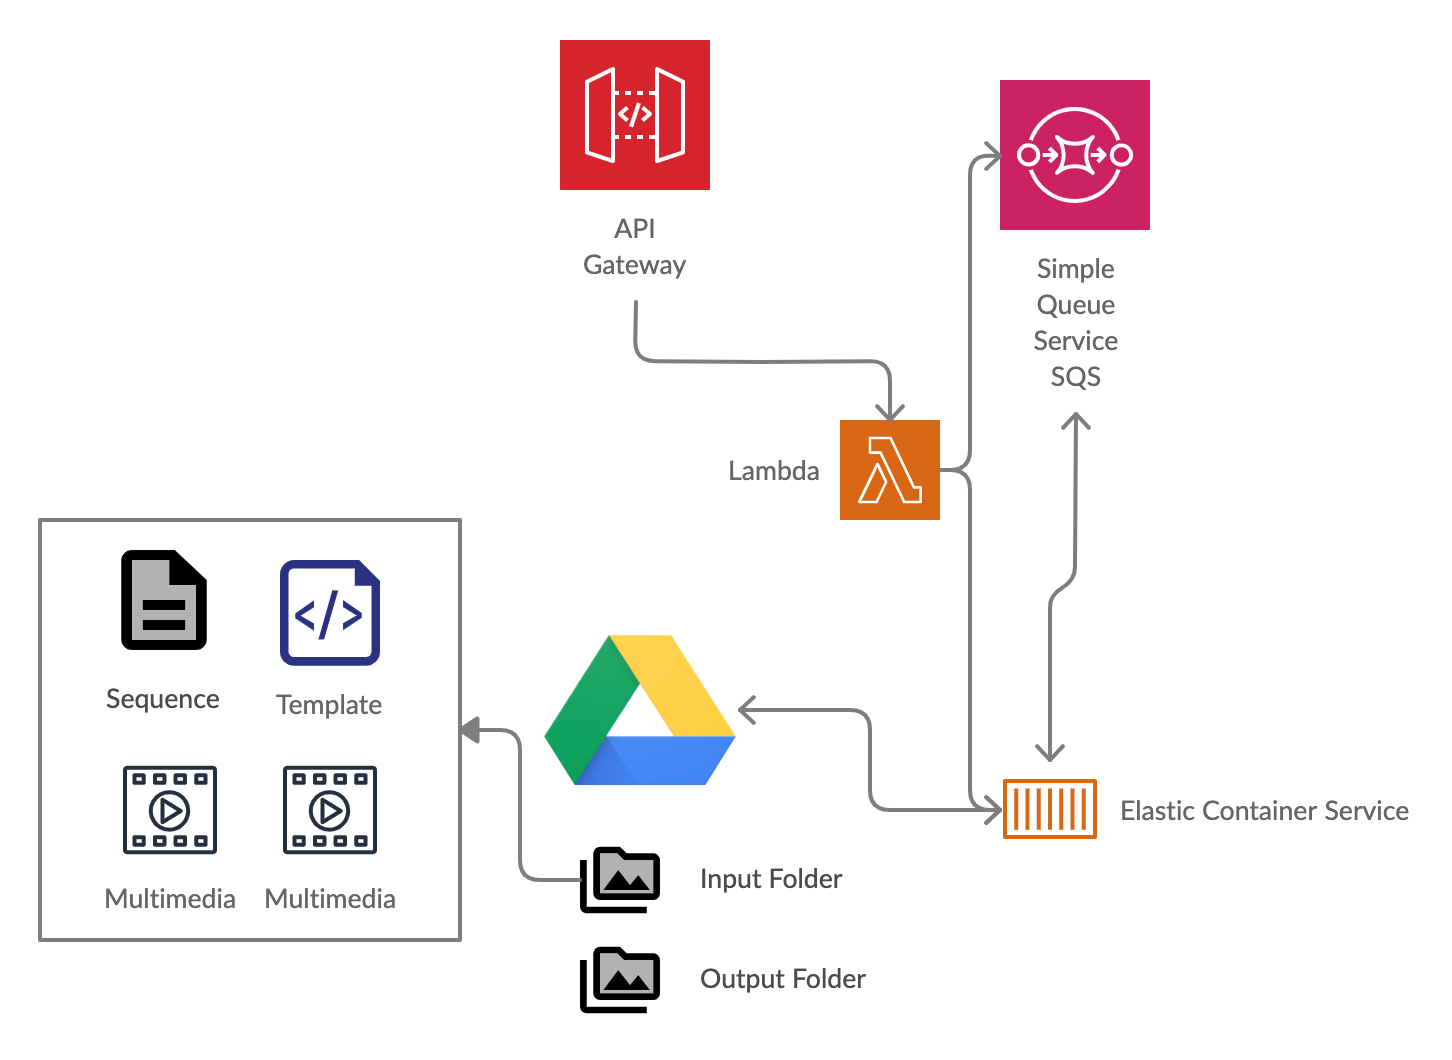 API
Gateway
Simple
Queue
Service
SQS
Lambda
</>
Sequence
Template
Multimedia
Multimedia
Elastic Container Service
Input Folder
Output Folder